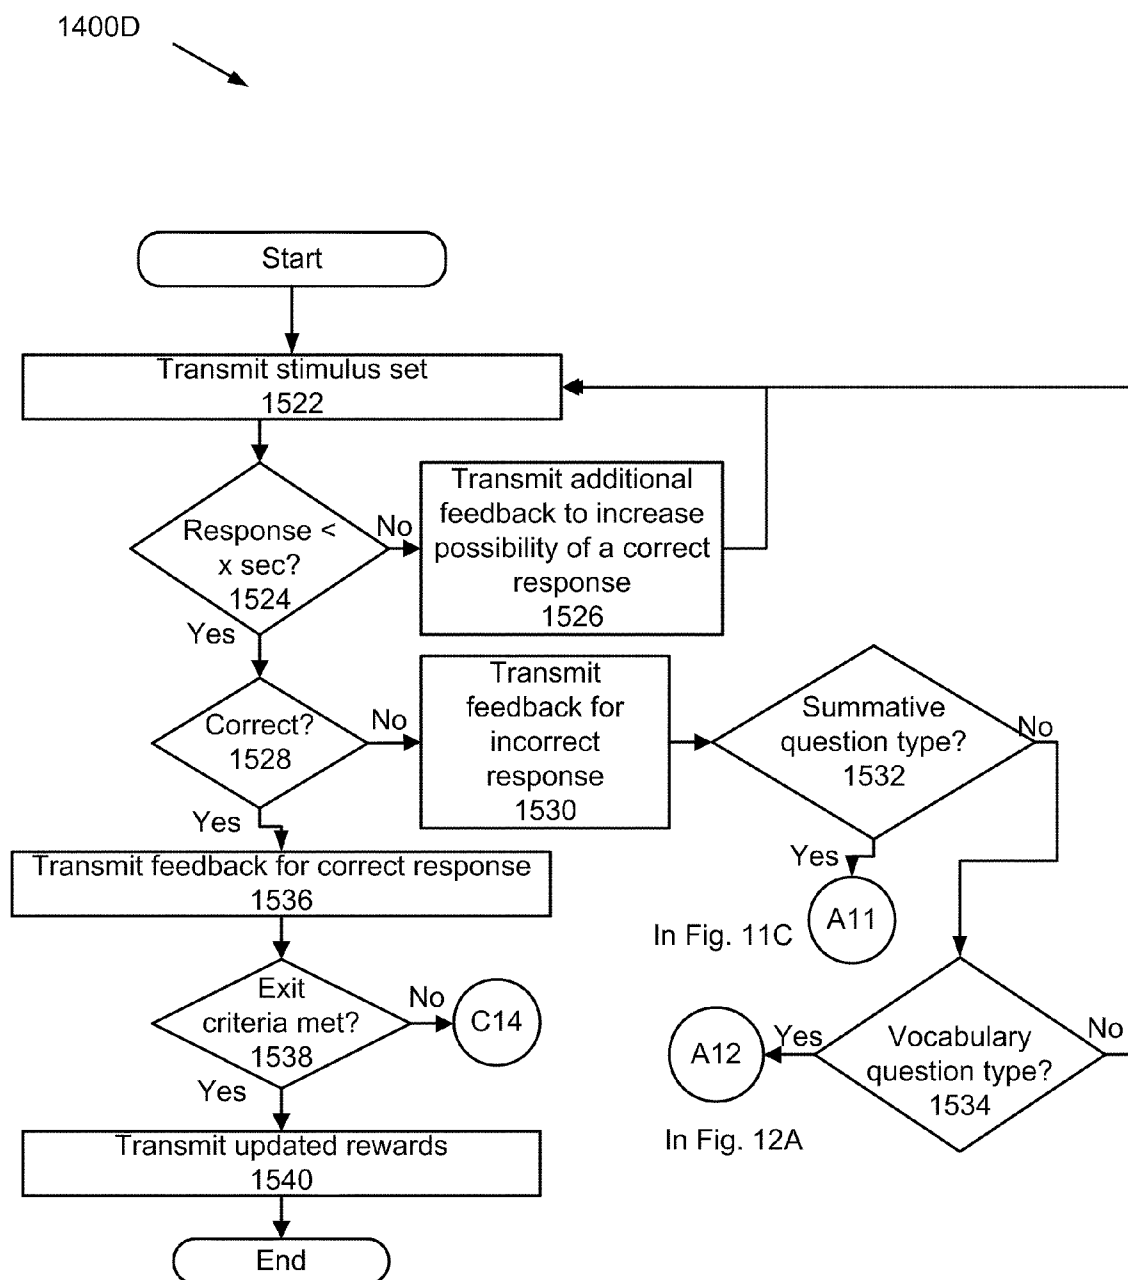 1400D
Start
Transmit stimulus set
1522
Response <
x sec?
1524
No
Transmit additional
feedback to increase
possibility of a correct
response
1526
Yes
Correct?
1528
No
Transmit
feedback for
incorrect
response
1530
Summative
question type?
1532
No
Yes
A11
In Fig. 11C
Yes
Transmit feedback for correct response
1536
Exit
criteria met?
1538
No
C14
A12
Yes
In Fig. 12A
Vocabulary
question type?
1534
No
Yes
Transmit updated rewards
1540
End